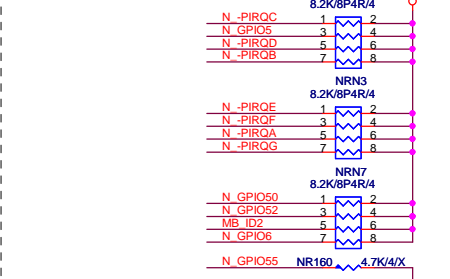 8.2K/8P4R/4
N_-PIRQC 1 2
N_GPIO5 3 4
N_-PIRQD 5 6
N_-PIRQB 7 8
NRN3
8.2K/8P4R/4
N_-PIRQE 1 2
N_-PIRQF 3 4
N_-PIRQA 5 6
N_-PIRQG 7 8
NRN7
8.2K/8P4R/4
N_GPIO50 1 2
N_GPIO52 3 4
MB_ID2 5 6
N_GPIO6 7 8
N_GPIO55 NR160 4.7K/4/X